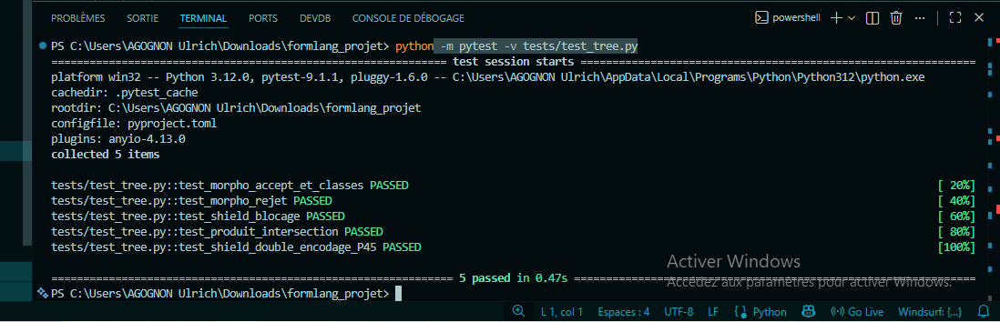 PROBLÈMES SORTIE TERMINAL PORTS DEVDB CONSOLE DE DÉBOGAGE powershell
PS C:\Users\AGOGNON Ulrich\Downloads\formlang_projet> python -m pytest -v tests/test_tree.py
================ test session starts ================
platform win32 -- Python 3.12.0, pytest-9.1.1, pluggy-1.6.0 -- C:\Users\AGOGNON Ulrich\AppData\Local\Programs\Python\Python312\python.exe
cachedir: .pytest_cache
rootdir: C:\Users\AGOGNON Ulrich\Downloads\formlang_projet
configfile: pyproject.toml
plugins: anyio-4.13.0
collected 5 items
tests/test_tree.py::test_morpho_accept_et_classes PASSED [ 20%]
tests/test_tree.py::test_morpho_rejet PASSED [ 40%]
tests/test_tree.py::test_shield_blocage PASSED [ 60%]
tests/test_tree.py::test_produit_intersection PASSED [ 80%]
tests/test_tree.py::test_shield_double_encodage_P45 PASSED [100%]
================ 5 passed in 0.47s ================
Activer Windows
Accédez aux paramètres pour activer Windows.
PS C:\Users\AGOGNON Ulrich\Downloads\formlang_projet>
L 1, col 1 Espaces : 4 UTF-8 LF Python Go Live Windsurf: {...}